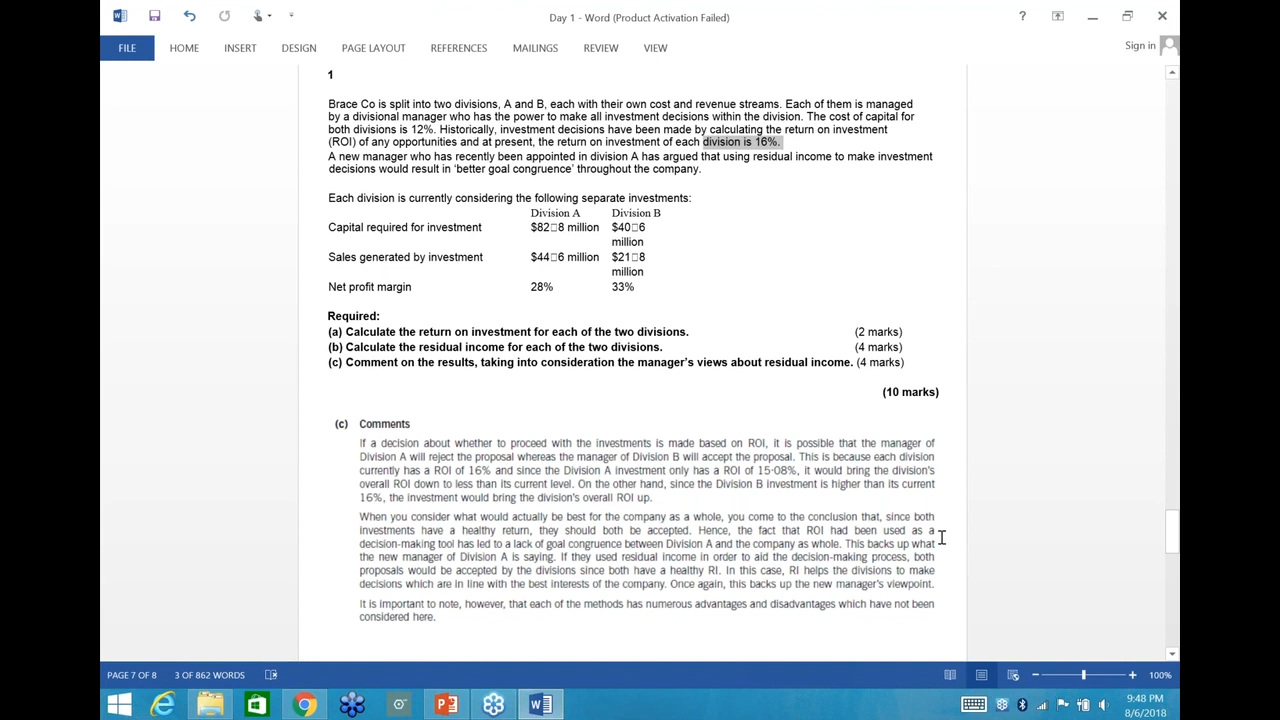 Day 1 - Word (Product Activation Failed)
?
FILE HOME INSERT DESIGN PAGE LAYOUT REFERENCES MAILINGS REVIEW VIEW
Sign in
1
Brace Co is split into two divisions, A and B, each with their own cost and revenue streams. Each of them is managed
by a divisional manager who has the power to make all investment decisions within the division. The cost of capital for
both divisions is 12%. Historically, investment decisions have been made by calculating the return on investment
(ROI) of any opportunities and at present, the return on investment of each division is 16%.
A new manager who has recently been appointed in division A has argued that using residual income to make investment
decisions would result in ‘better goal congruence’ throughout the company.
Each division is currently considering the following separate investments:
Division A Division B
Capital required for investment $82□8 million $40□6
million
Sales generated by investment $44□6 million $21□8
million
Net profit margin 28% 33%
Required:
(a) Calculate the return on investment for each of the two divisions. (2 marks)
(b) Calculate the residual income for each of the two divisions. (4 marks)
(c) Comment on the results, taking into consideration the manager’s views about residual income. (4 marks)
(10 marks)
(c) Comments
If a decision about whether to proceed with the investments is made based on ROI, it is possible that the manager of
Division A will reject the proposal whereas the manager of Division B will accept the proposal. This is because each division
currently has a ROI of 16% and since the Division A investment only has a ROI of 15·08%, it would bring the division’s
overall ROI down to less than its current level. On the other hand, since the Division B investment is higher than its current
16%, the investment would bring the division’s overall ROI up.
When you consider what would actually be best for the company as a whole, you come to the conclusion that, since both
investments have a healthy return, they should both be accepted. Hence, the fact that ROI had been used as a
decision-making tool has led to a lack of goal congruence between Division A and the company as whole. This backs up what
the new manager of Division A is saying. If they used residual income in order to aid the decision-making process, both
proposals would be accepted by the divisions since both have a healthy RI. In this case, RI helps the divisions to make
decisions which are in line with the best interests of the company. Once again, this backs up the new manager’s viewpoint.
It is important to note, however, that each of the methods has numerous advantages and disadvantages which have not been
considered here.
PAGE 7 OF 8 3 OF 862 WORDS 100%
9:48 PM
8/6/2018